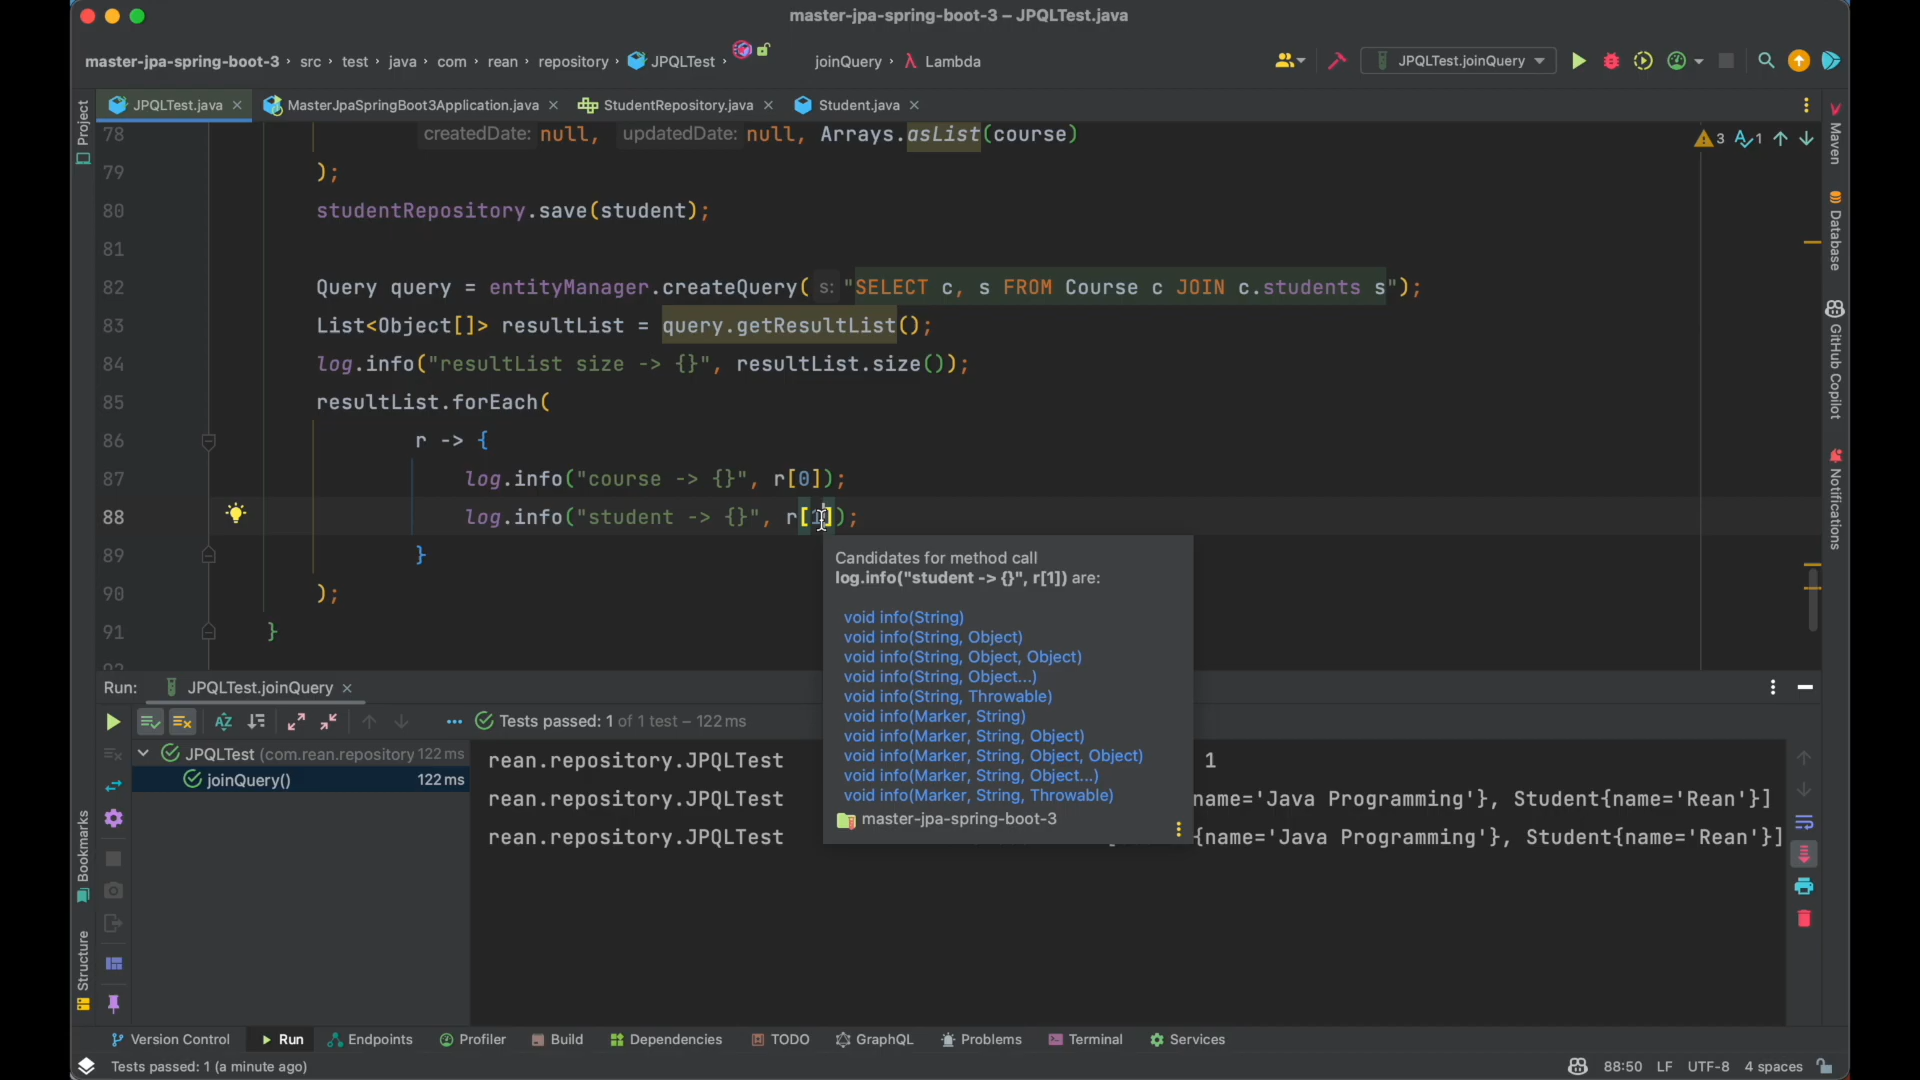 master-jpa-spring-boot-3 – JPQLTest.java
master-jpa-spring-boot-3 › src › test › java › com › rean › repository › JPQLTest › joinQuery › Lambda
JPQLTest.joinQuery
JPQLTest.java
MasterJpaSpringBoot3Application.java
StudentRepository.java
Student.java
Project
Bookmarks
Structure
Maven
Database
GitHub Copilot
Notifications
3 1
78 createdDate: null, updatedDate: null, Arrays.asList(course)
79 );
80 studentRepository.save(student);
81
82 Query query = entityManager.createQuery( s: "SELECT c, s FROM Course c JOIN c.students s");
83 List<Object[]> resultList = query.getResultList();
84 log.info("resultList size -> {}", resultList.size());
85 resultList.forEach(
86 r -> {
87 log.info("course -> {}", r[0]);
88 log.info("student -> {}", r[1]);
89 }
90 );
91 }
92
Candidates for method call
log.info("student -> {}", r[1]) are:
void info(String)
void info(String, Object)
void info(String, Object, Object)
void info(String, Object...)
void info(String, Throwable)
void info(Marker, String)
void info(Marker, String, Object)
void info(Marker, String, Object, Object)
void info(Marker, String, Object...)
void info(Marker, String, Throwable)
master-jpa-spring-boot-3
Run: JPQLTest.joinQuery
Tests passed: 1 of 1 test – 122 ms
JPQLTest (com.rean.repository 122 ms
joinQuery() 122 ms
rean.repository.JPQLTest 1
rean.repository.JPQLTest name='Java Programming'}, Student{name='Rean'}]
rean.repository.JPQLTest {name='Java Programming'}, Student{name='Rean'}]
Version Control Run Endpoints Profiler Build Dependencies TODO GraphQL Problems Terminal Services
Tests passed: 1 (a minute ago)
88:50 LF UTF-8 4 spaces